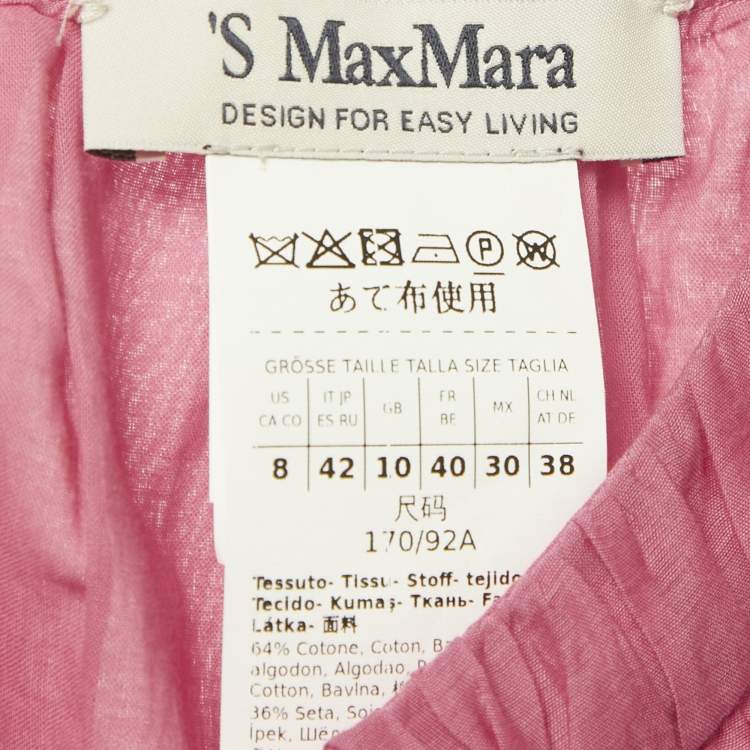 'S MaxMara
DESIGN FOR EASY LIVING
P W
あて布使用
GRÖSSE TAILLE TALLA SIZE TAGLIA
US CA CO IT JP ES RU GB FR BE MX CH NL AT DE
8 42 10 40 30 38
尺码
170/92A
Tessuto- Tissu- Stoff- tejido
Tecido- Kumaş- Ткань-
Látka- 面料
64% Cotone, Coton,
algodon, Algodao,
Cotton, Bavlna,
36% Seta,
İpek,